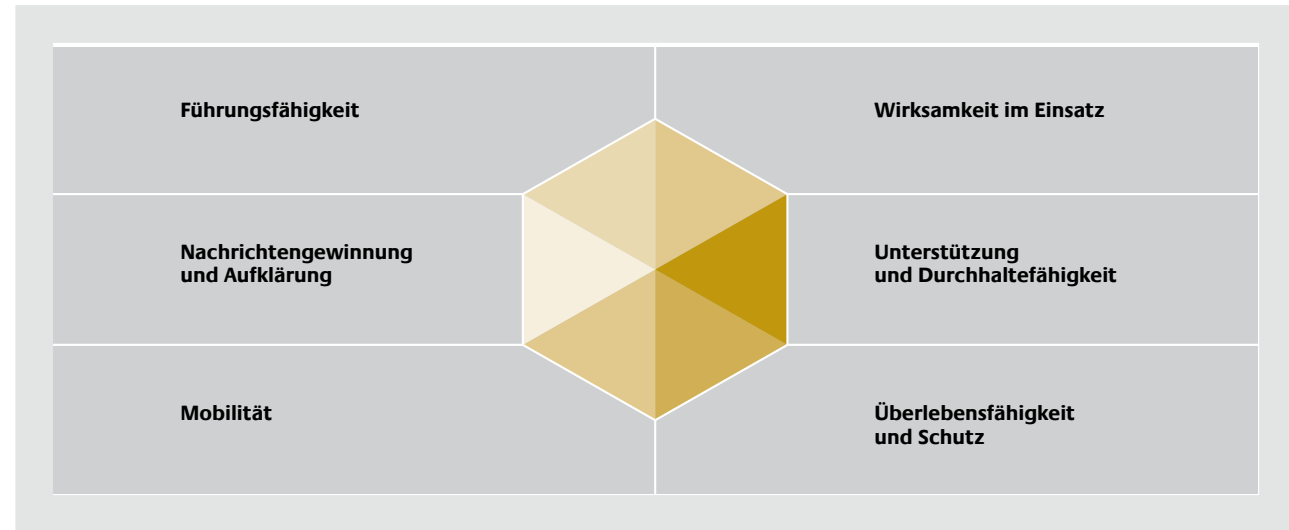 Führungsfähigkeit
Wirksamkeit im Einsatz
Nachrichtengewinnung
und Aufklärung
Unterstützung
und Durchhaltefähigkeit
Mobilität
Überlebensfähigkeit
und Schutz